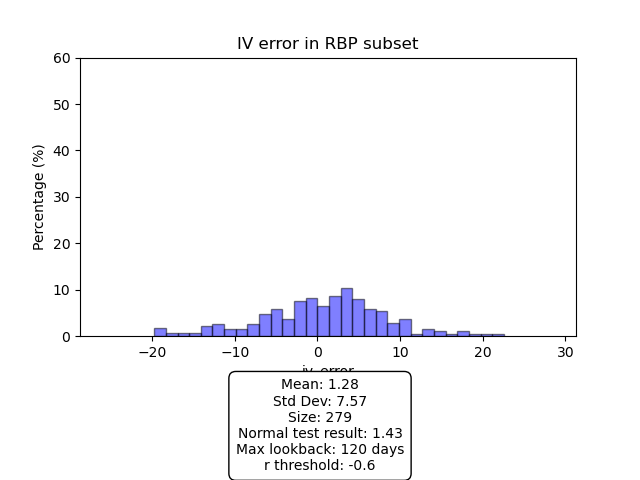 IV error in RBP subset
60
50
40
30
20
10
0
Percentage (%)
−20 −10 0 10 20 30
iv_error
Mean: 1.28
Std Dev: 7.57
Size: 279
Normal test result: 1.43
Max lookback: 120 days
r threshold: -0.6